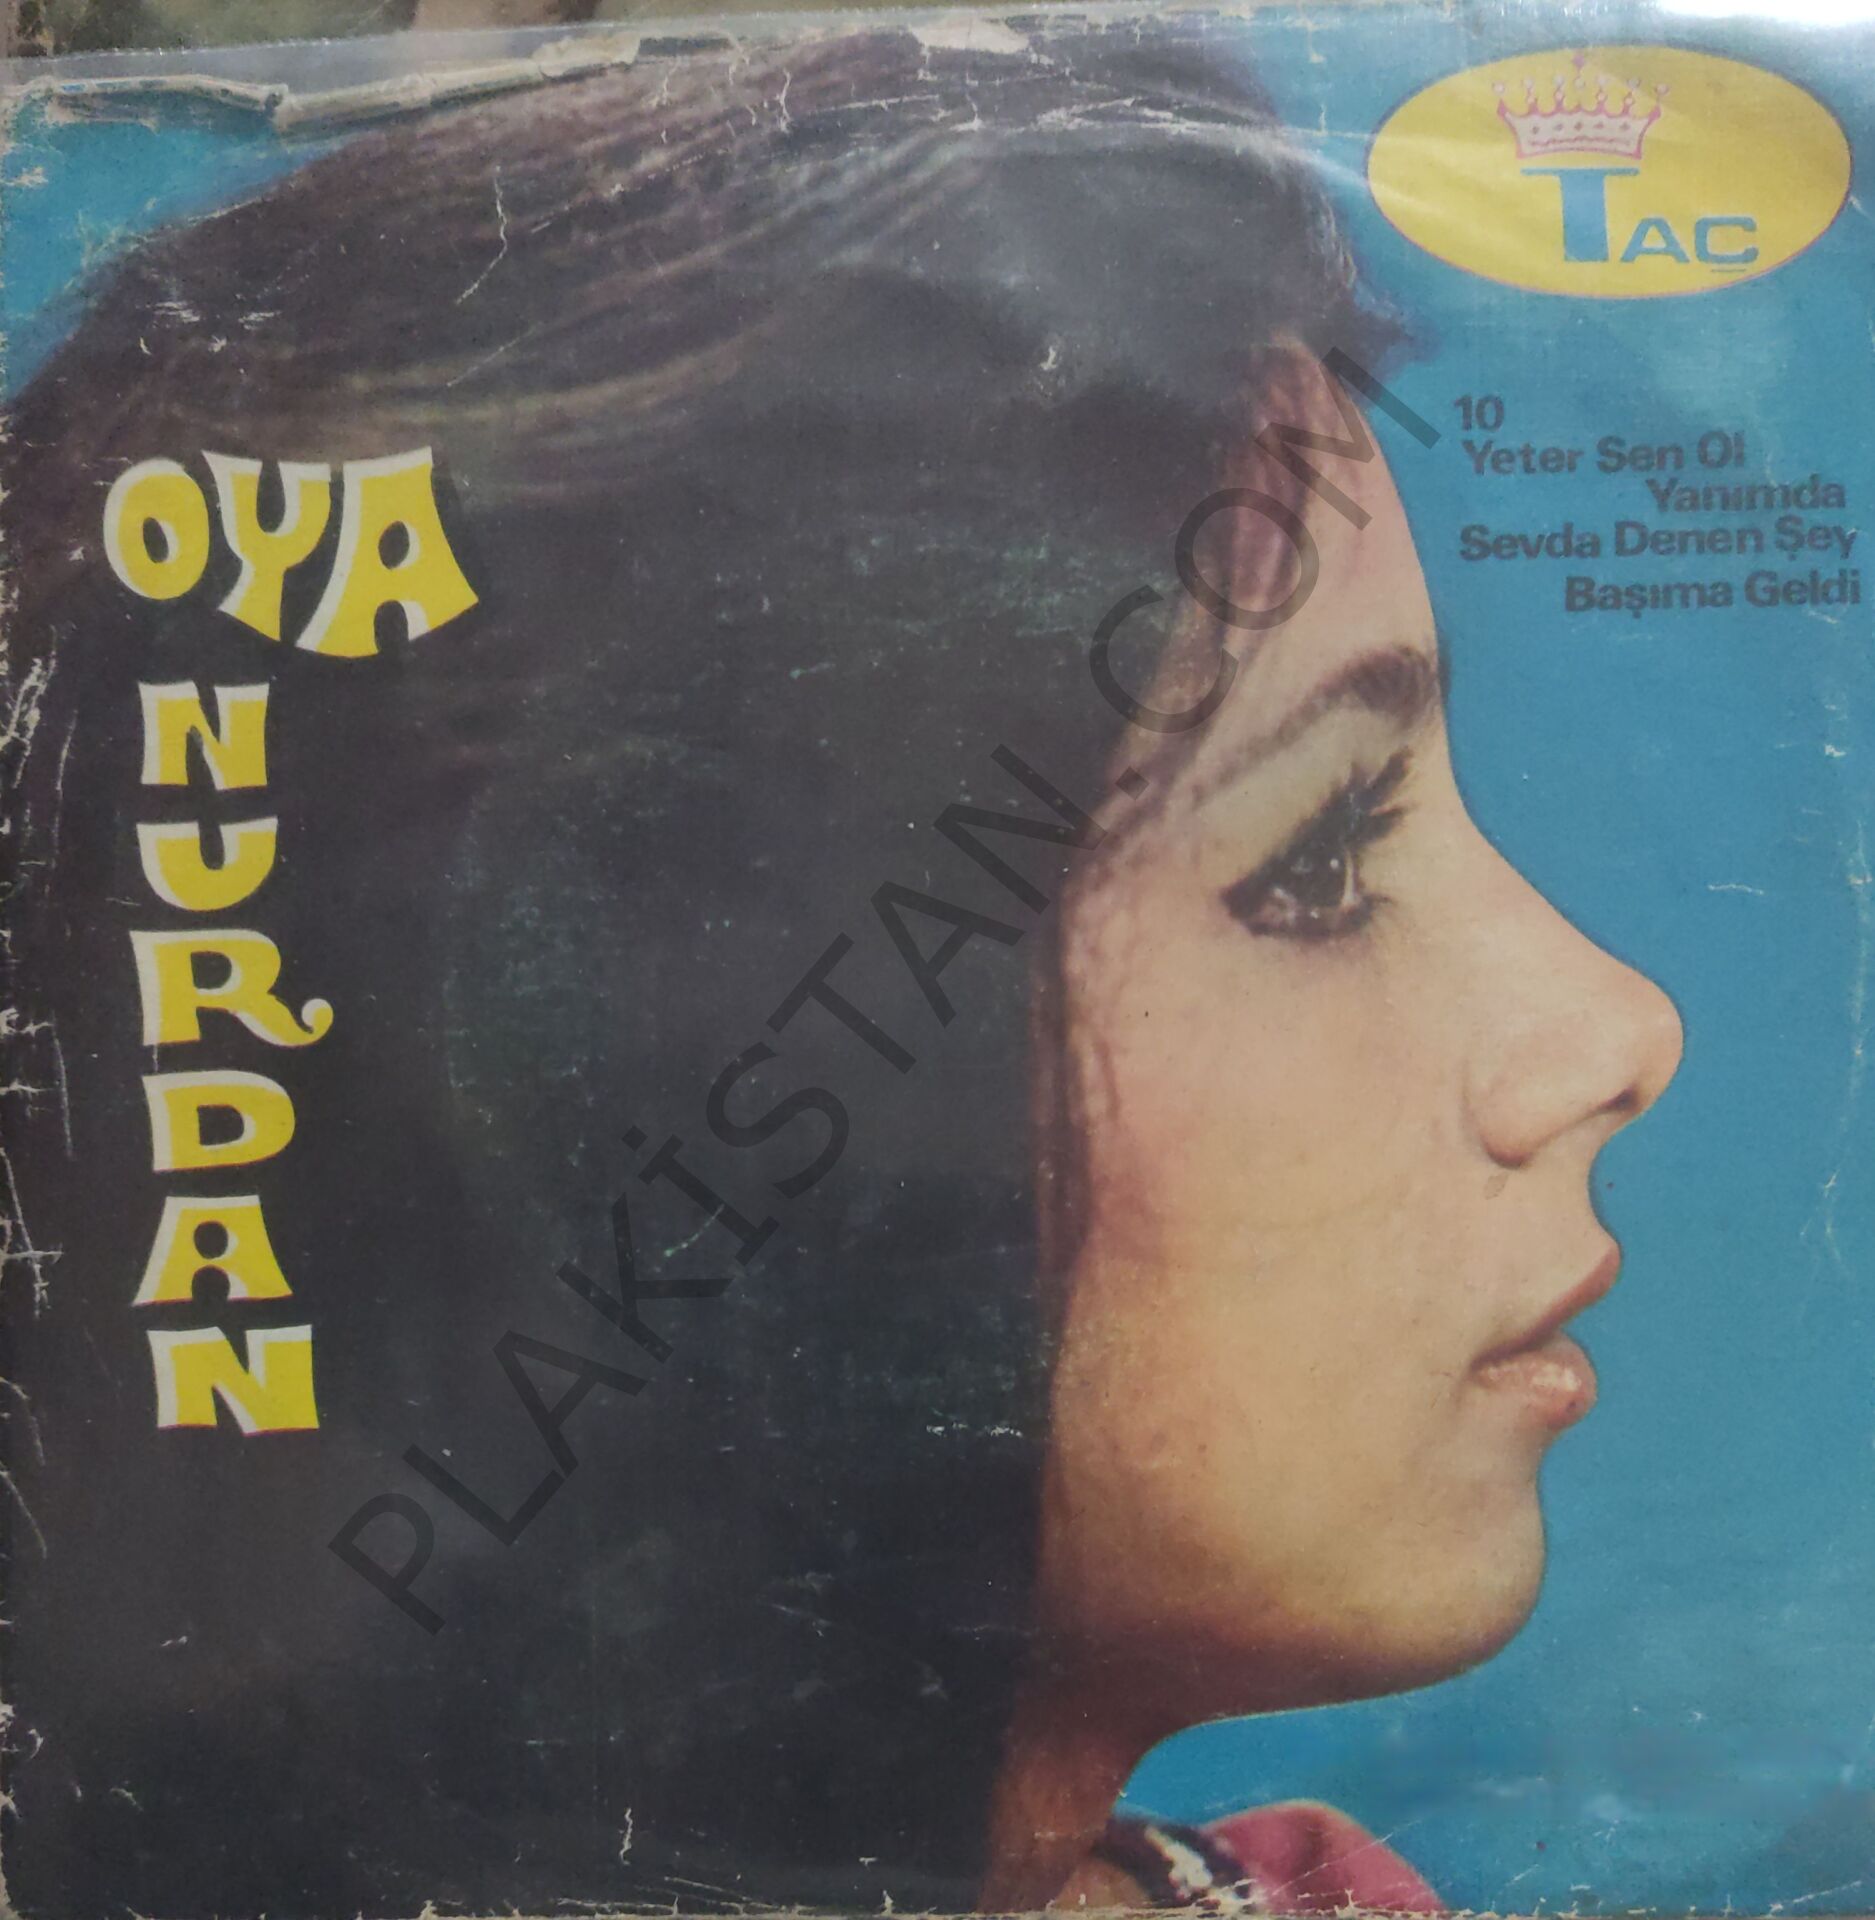 TAÇ
10
Yeter Sen Ol
Yanımda
Sevda Denen Şey
Başıma Geldi
OYA
NURDAN
PLAKİSTAN.COM